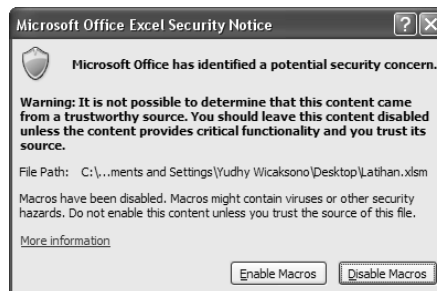 Microsoft Office Excel Security Notice
Microsoft Office has identified a potential security concern.
Warning: It is not possible to determine that this content came
from a trustworthy source. You should leave this content disabled
unless the content provides critical functionality and you trust its
source.
File Path: C:\...ments and Settings\Yudhy Wicaksono\Desktop\Latihan.xlsm
Macros have been disabled. Macros might contain viruses or other security
hazards. Do not enable this content unless you trust the source of this file.
More information
Enable Macros Disable Macros